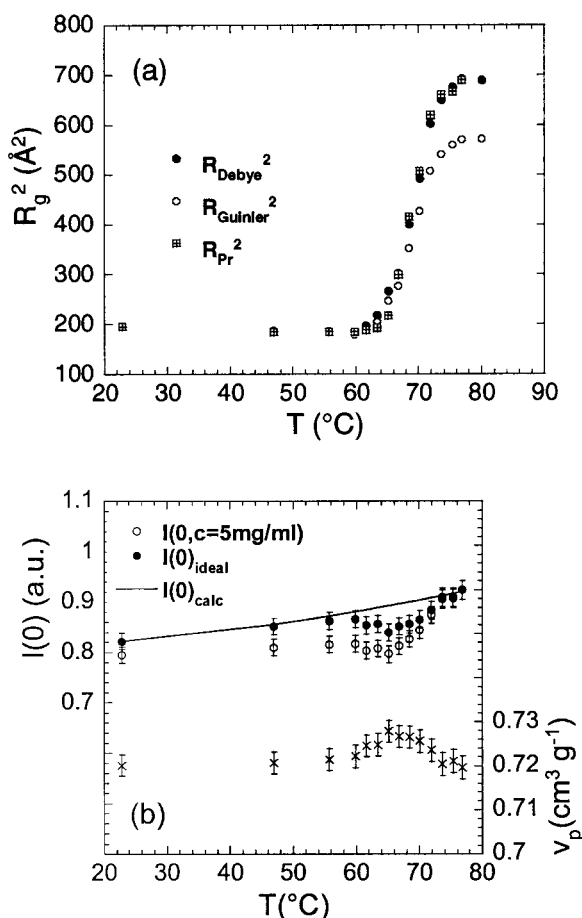 (a)
800
700
600
500
400
300
200
100
R_g² (Å²)
R_Debye²
R_Guinier²
R_Pr²
20 30 40 50 60 70 80 90
T (°C)
1.1
1
0.9
0.8
0.7
I(0) (a.u.)
I(0,c=5mg/ml)
I(0)_ideal
I(0)_calc
0.73
0.72
0.71
0.7
v_p(cm³ g⁻¹)
(b)
20 30 40 50 60 70 80
T(°C)